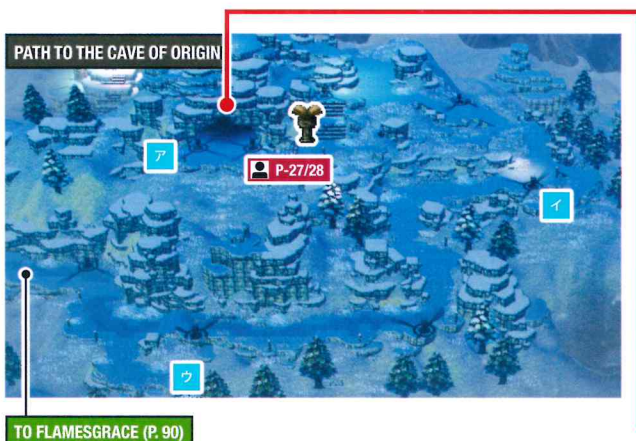 PATH TO THE CAVE OF ORIGIN
ア
P-27/28
イ
ウ
TO FLAMESGRACE (P. 90)